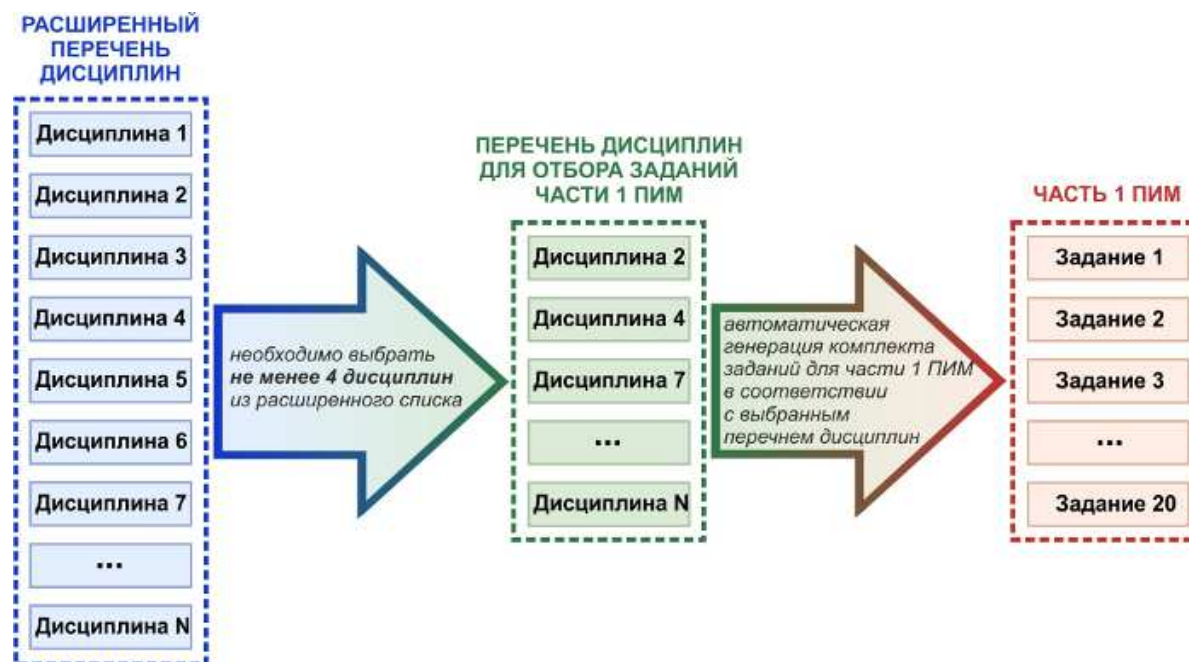 РАСШИРЕННЫЙ
ПЕРЕЧЕНЬ
ДИСЦИПЛИН
Дисциплина 1
Дисциплина 2
Дисциплина 3
Дисциплина 4
Дисциплина 5
Дисциплина 6
Дисциплина 7
...
Дисциплина N
необходимо выбрать
не менее 4 дисциплин
из расширенного списка
ПЕРЕЧЕНЬ ДИСЦИПЛИН
ДЛЯ ОТБОРА ЗАДАНИЙ
ЧАСТИ 1 ПИМ
Дисциплина 2
Дисциплина 4
Дисциплина 7
...
Дисциплина N
автоматическая
генерация комплекта
заданий для части 1 ПИМ
в соответствии
с выбранным
перечнем дисциплин
ЧАСТЬ 1 ПИМ
Задание 1
Задание 2
Задание 3
...
Задание 20